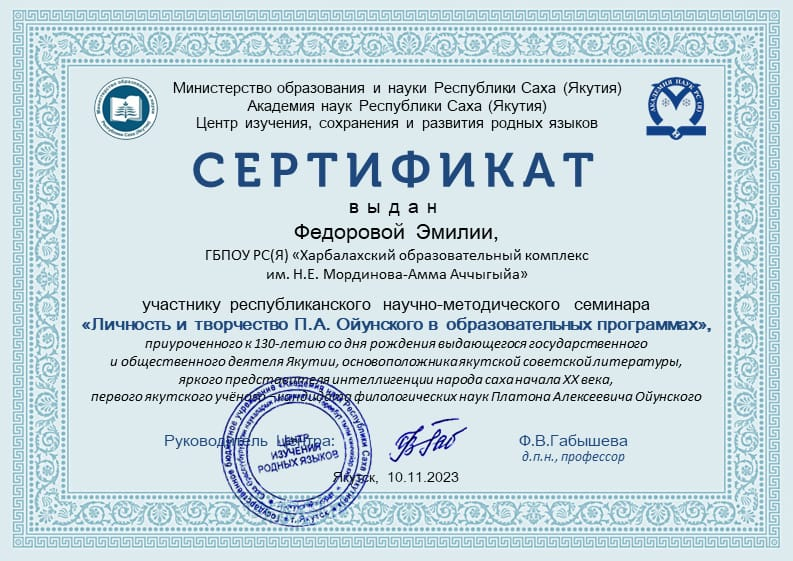 Министерство образования и науки Республики Саха (Якутия)
Академия наук Республики Саха (Якутия)
Центр изучения, сохранения и развития родных языков
СЕРТИФИКАТ
выдан
Федоровой Эмилии,
ГБПОУ РС(Я) «Харбалахский образовательный комплекс
им. Н.Е. Мординова-Амма Аччыгыйа»
участнику республиканского научно-методического семинара
«Личность и творчество П.А. Ойунского в образовательных программах»,
приуроченного к 130-летию со дня рождения выдающегося государственного
и общественного деятеля Якутии, основоположника якутской советской литературы,
яркого представителя интеллигенции народа саха начала XX века,
первого якутского учёного – кандидата филологических наук Платона Алексеевича Ойунского
Руководитель Центра:
Ф.В.Габышева
д.п.н., профессор
Якутск, 10.11.2023
ЦЕНТР
ИЗУЧЕНИЯ
РОДНЫХ ЯЗЫКОВ
АКАДЕМИЯ НАУК РС(Я)